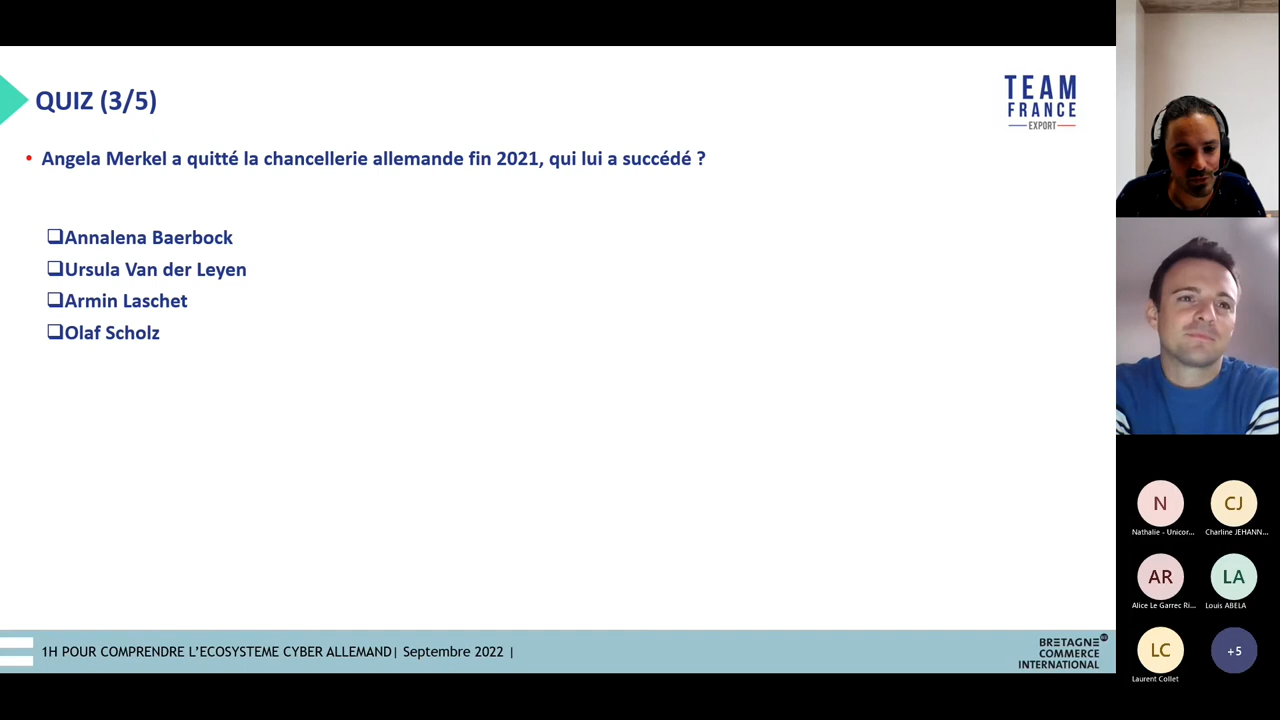 QUIZ (3/5)
TEAM
FRANCE
EXPORT
• Angela Merkel a quitté la chancellerie allemande fin 2021, qui lui a succédé ?
❑Annalena Baerbock
❑Ursula Van der Leyen
❑Armin Laschet
❑Olaf Scholz
1H POUR COMPRENDRE L’ECOSYSTEME CYBER ALLEMAND| Septembre 2022 |
BRETAGNE
COMMERCE
INTERNATIONAL
N
CJ
Nathalie - Unicor...
Charline JEHANN...
AR
LA
Alice Le Garrec Ri...
Louis ABELA
LC
+5
Laurent Collet